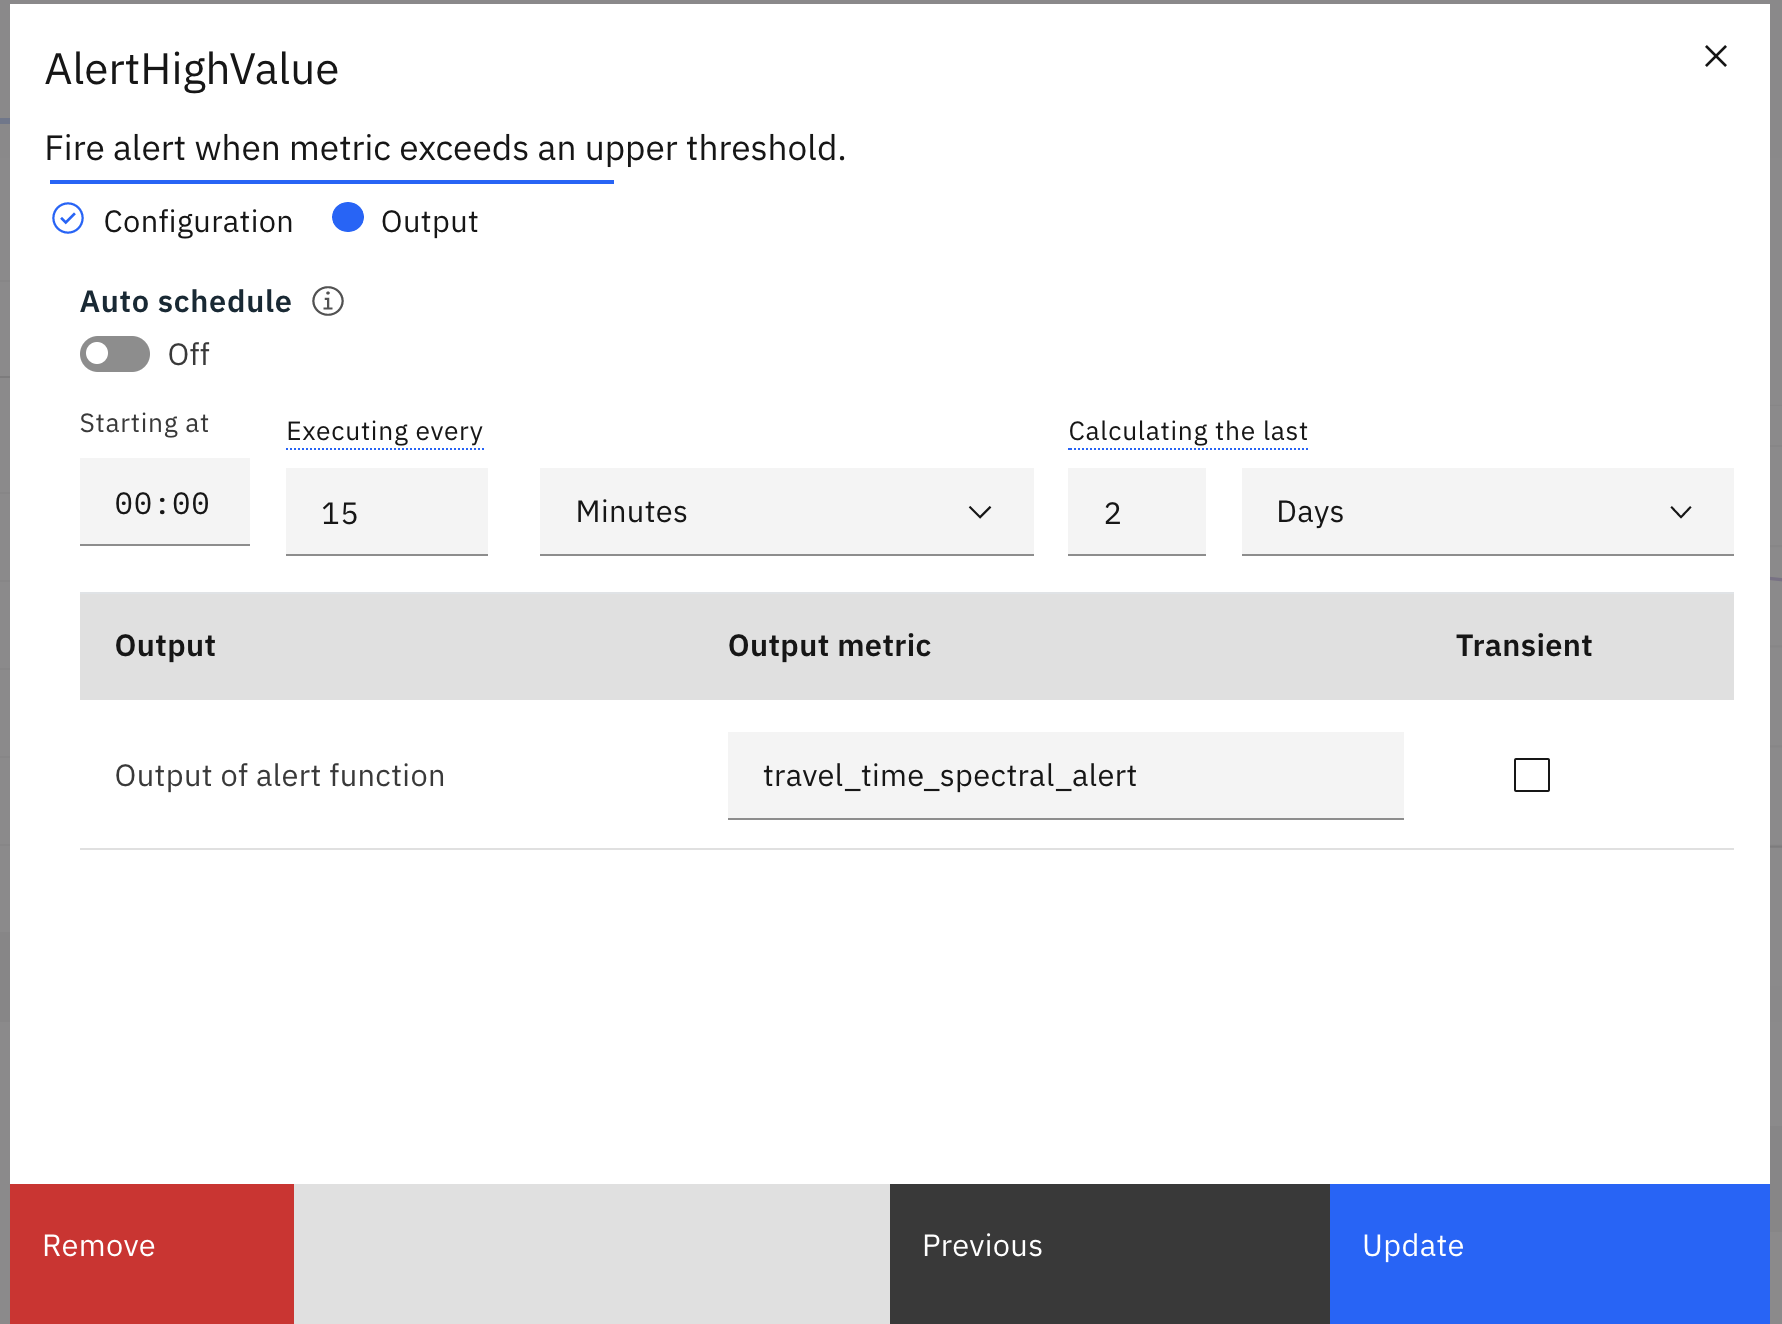 AlertHighValue
Fire alert when metric exceeds an upper threshold.
Configuration Output
Auto schedule
Off
Starting at Executing every Calculating the last
00:00 15 Minutes 2 Days
Output Output metric Transient
Output of alert function travel_time_spectral_alert
Remove Previous Update